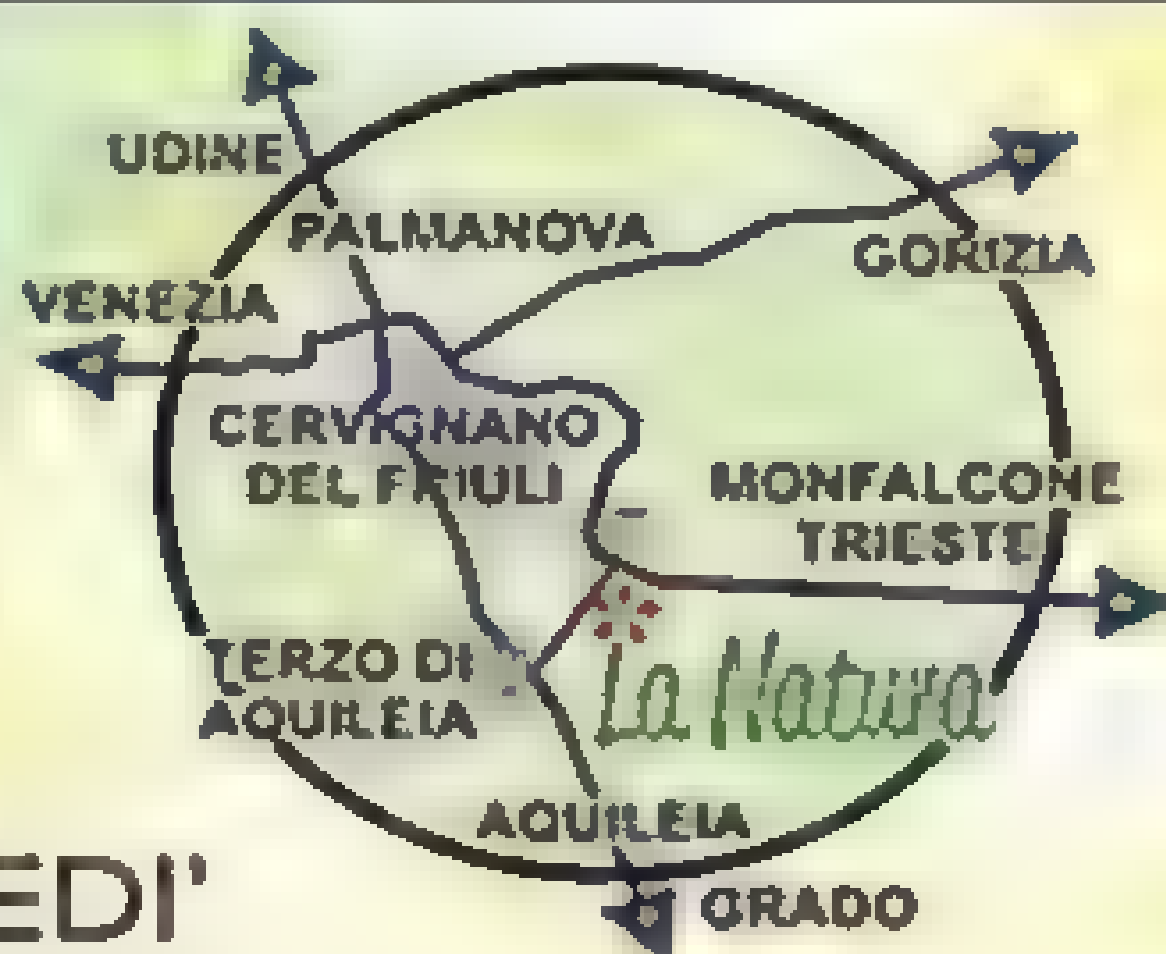 UDINE
PALMANOVA
GORIZIA
VENEZIA
CERVIGNANO
DEL FRIULI
MONFALCONE
TRIESTE
TERZO DI
AQUILEIA
La Natura
AQUILEIA
EDI'
GRADO